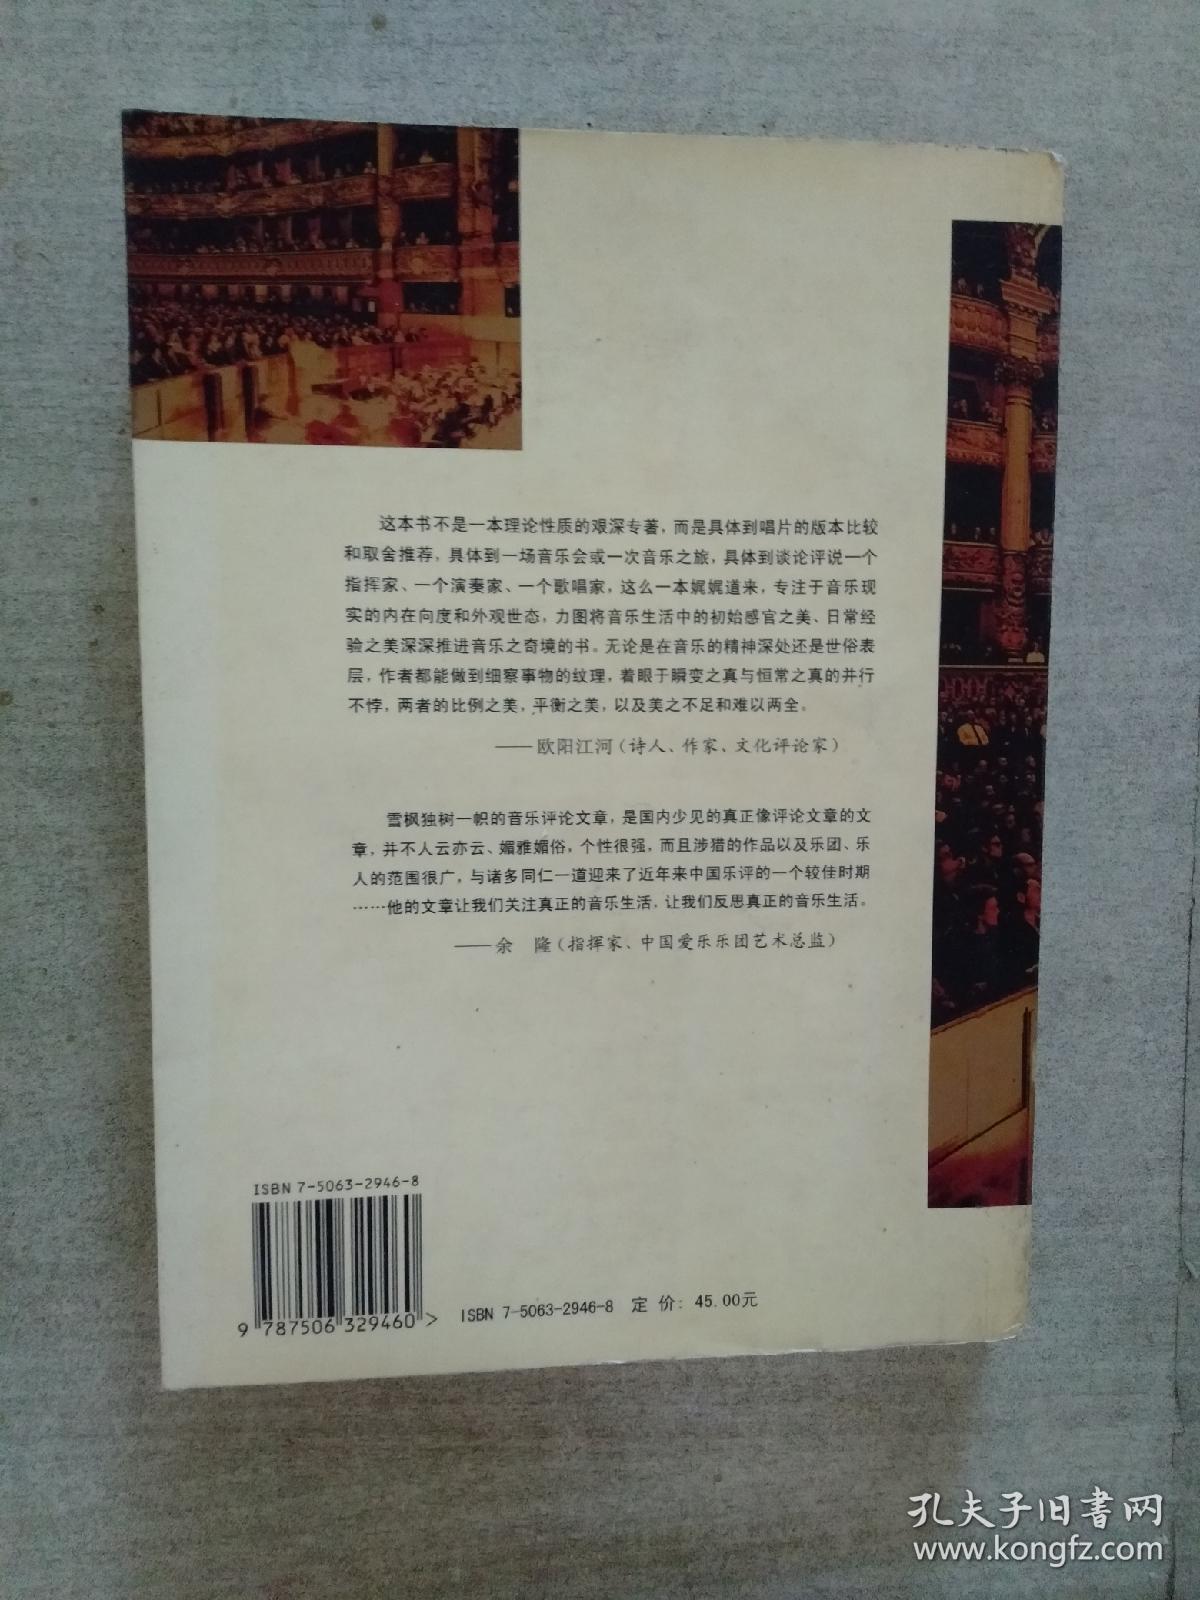 这本书不是一本理论性质的艰深专著，而是具体到唱片的版本比较
和取舍推荐，具体到一场音乐会或一次音乐之旅，具体到谈论评说一个
指挥家、一个演奏家、一个歌唱家，这么一本娓娓道来，专注于音乐现
实的内在向度和外观世态，力图将音乐生活中的初始感官之美、日常经
验之美深深推进音乐之奇境的书。无论是在音乐的精神深处还是世俗表
层，作者都能做到细察事物的纹理，着眼于瞬变之真与恒常之真的并行
不悖，两者的比例之美，平衡之美，以及美之不足和难以两全。
——欧阳江河（诗人、作家、文化评论家）
雪枫独树一帜的音乐评论文章，是国内少见的真正像评论文章的文
章，并不人云亦云、媚雅媚俗，个性很强，而且涉猎的作品以及乐团、乐
人的范围很广，与诸多同仁一道迎来了近年来中国乐评的一个较佳时期
……他的文章让我们关注真正的音乐生活，让我们反思真正的音乐生活。
——余　隆（指挥家、中国爱乐乐团艺术总监）
ISBN 7-5063-2946-8
9 787506 329460 >
ISBN 7-5063-2946-8 定 价：45.00元
孔夫子旧书网
www.kongfz.com